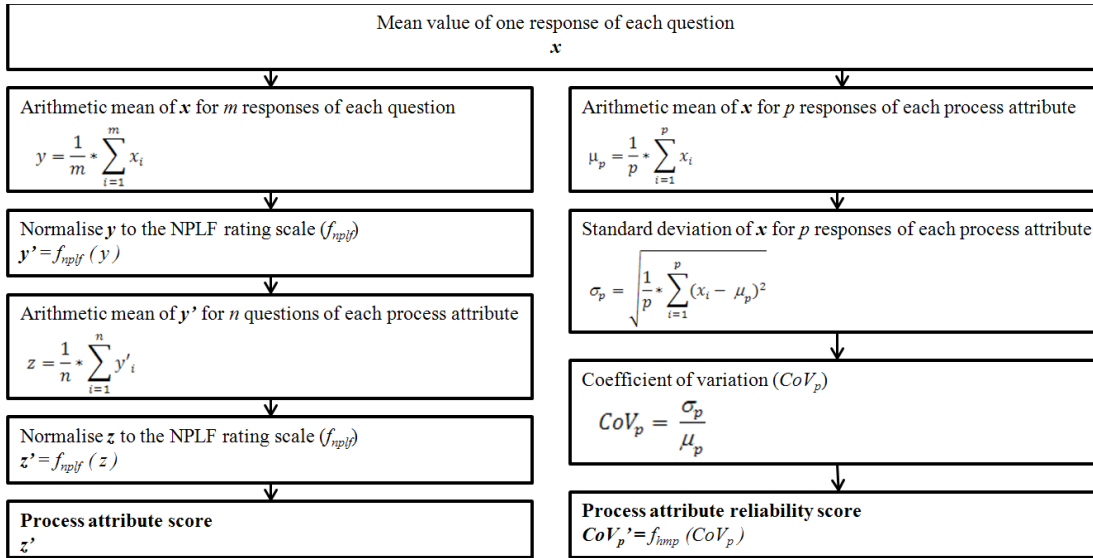 Mean value of one response of each question
x
Arithmetic mean of x for m responses of each question
y = 1/m * ∑_{i=1}^{m} x_i
Normalise y to the NPLF rating scale (f_nplf)
y’ = f_nplf (y)
Arithmetic mean of y’ for n questions of each process attribute
z = 1/n * ∑_{i=1}^{n} y'_i
Normalise z to the NPLF rating scale (f_nplf)
z’ = f_nplf (z)
Process attribute score
z’
Arithmetic mean of x for p responses of each process attribute
μ_p = 1/p * ∑_{i=1}^{p} x_i
Standard deviation of x for p responses of each process attribute
σ_p = √(1/p * ∑_{i=1}^{p} (x_i − μ_p)²)
Coefficient of variation (CoV_p)
CoV_p = σ_p / μ_p
Process attribute reliability score
CoV_p’ = f_hmp (CoV_p)